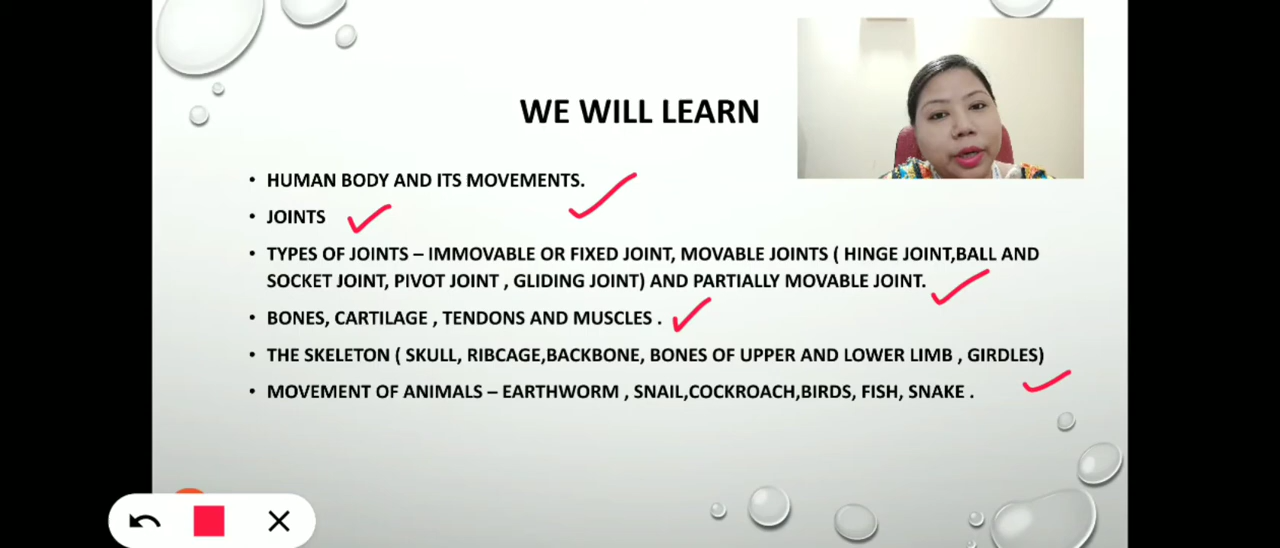 WE WILL LEARN
• HUMAN BODY AND ITS MOVEMENTS.
• JOINTS
• TYPES OF JOINTS – IMMOVABLE OR FIXED JOINT, MOVABLE JOINTS ( HINGE JOINT,BALL AND
SOCKET JOINT, PIVOT JOINT , GLIDING JOINT) AND PARTIALLY MOVABLE JOINT.
• BONES, CARTILAGE , TENDONS AND MUSCLES .
• THE SKELETON ( SKULL, RIBCAGE,BACKBONE, BONES OF UPPER AND LOWER LIMB , GIRDLES)
• MOVEMENT OF ANIMALS – EARTHWORM , SNAIL,COCKROACH,BIRDS, FISH, SNAKE .